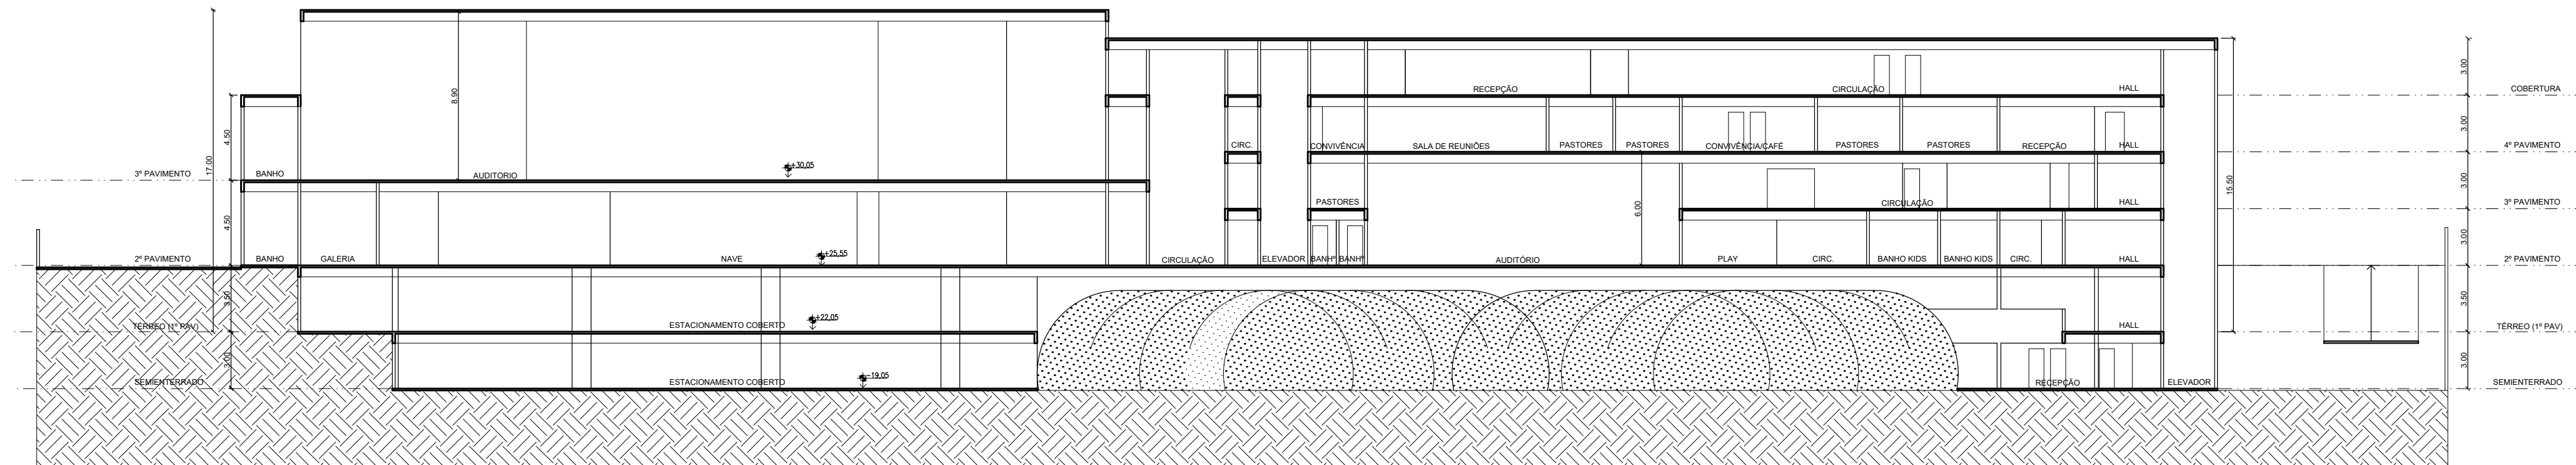 3.00
8.90
RECEPÇÃO
CIRCULAÇÃO
HALL
COBERTURA
17.00
4.50
3.00
CIRC.
CONVIVÊNCIA
SALA DE REUNIÕES
PASTORES
PASTORES
CONVIVÊNCIA/CAFÉ
PASTORES
PASTORES
RECEPÇÃO
HALL
4º PAVIMENTO
3º PAVIMENTO
BANHO
AUDITORIO
+30,05
15.50
3.00
4.50
PASTORES
6.00
CIRCULAÇÃO
HALL
3º PAVIMENTO
3.00
2º PAVIMENTO
BANHO
GALERIA
NAVE
+25,55
CIRCULAÇÃO
ELEVADOR
BANHº
BANHº
AUDITÓRIO
PLAY
CIRC.
BANHO KIDS
BANHO KIDS
CIRC.
HALL
2º PAVIMENTO
3.50
3.50
TÉRREO (1º PAV)
ESTACIONAMENTO COBERTO
+22,05
HALL
TÉRREO (1º PAV)
3.00
3.00
SEMIENTERRADO
ESTACIONAMENTO COBERTO
19,05
RECEPÇÃO
ELEVADOR
SEMIENTERRADO